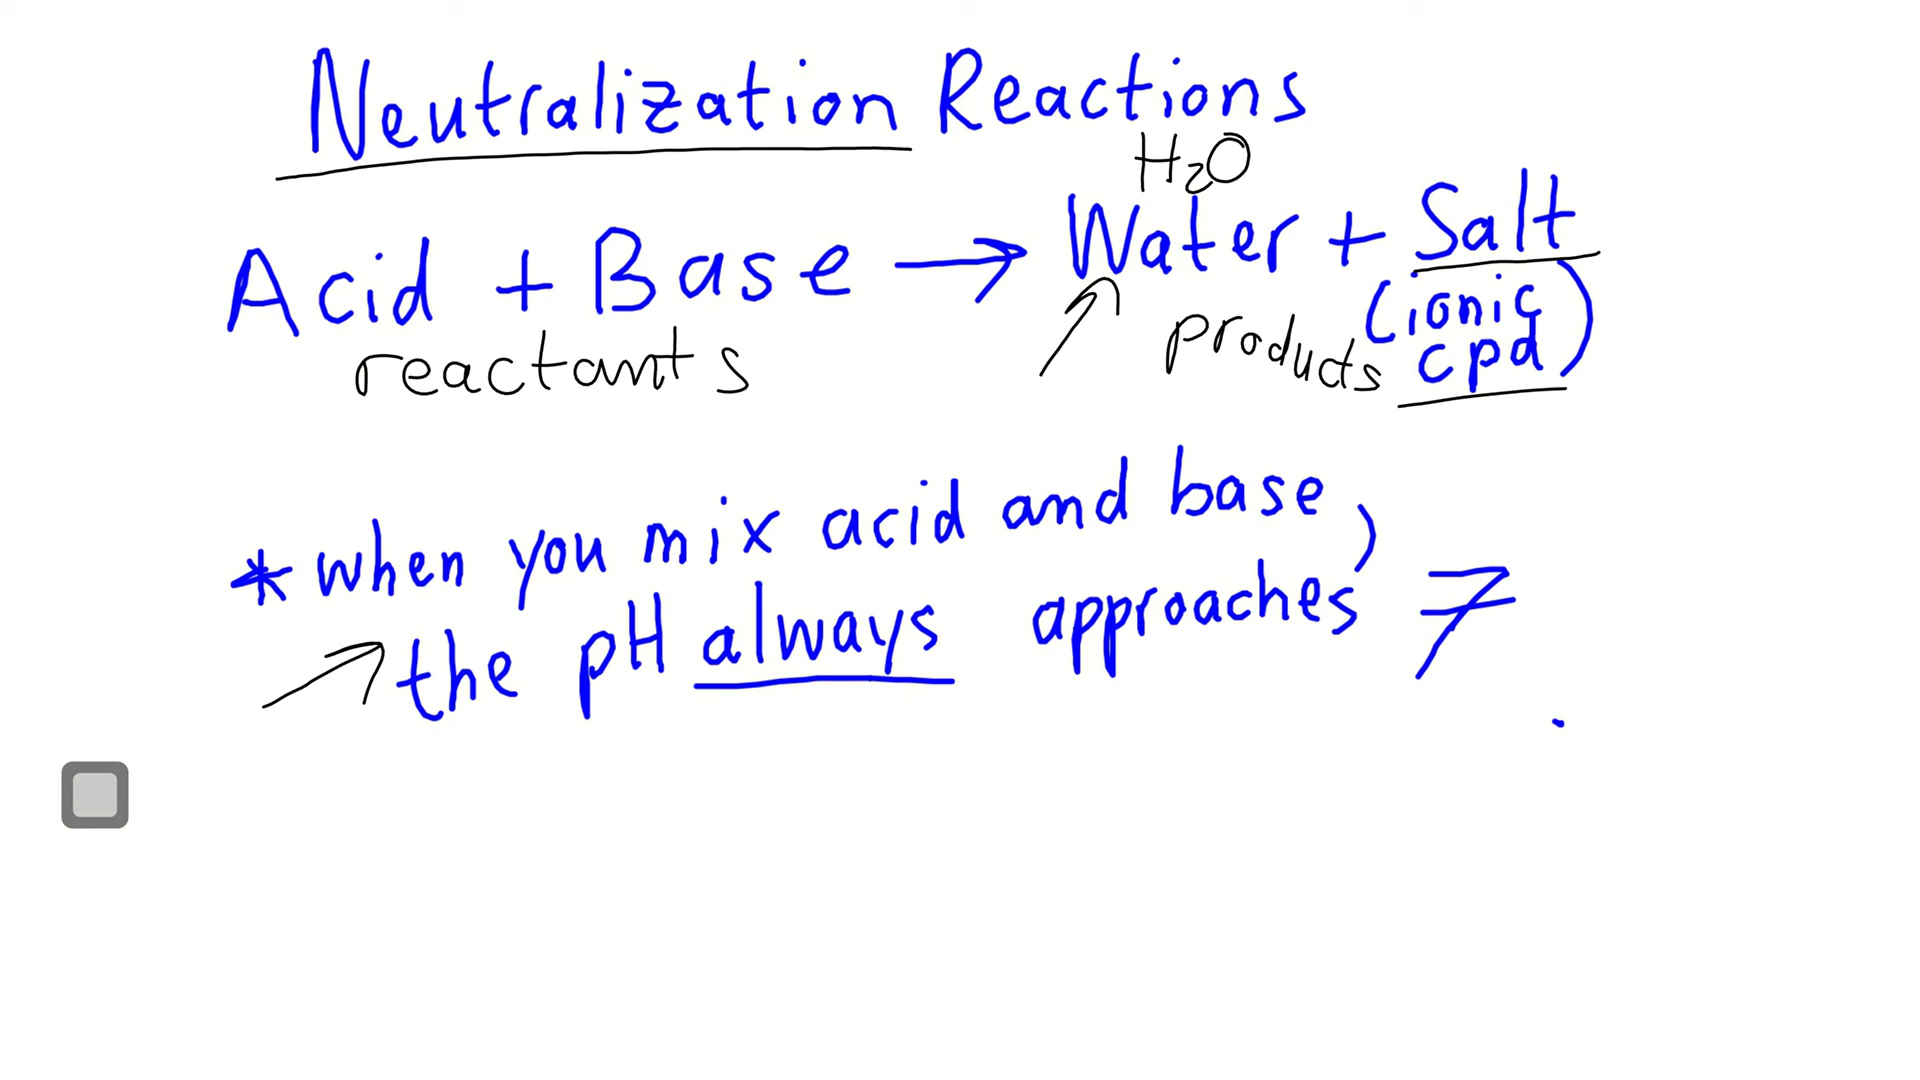 Neutralization Reactions
H₂O
Acid + Base → Water + Salt
(ionic
cpd)
reactants
products
* when you mix acid and base,
the pH always approaches 7